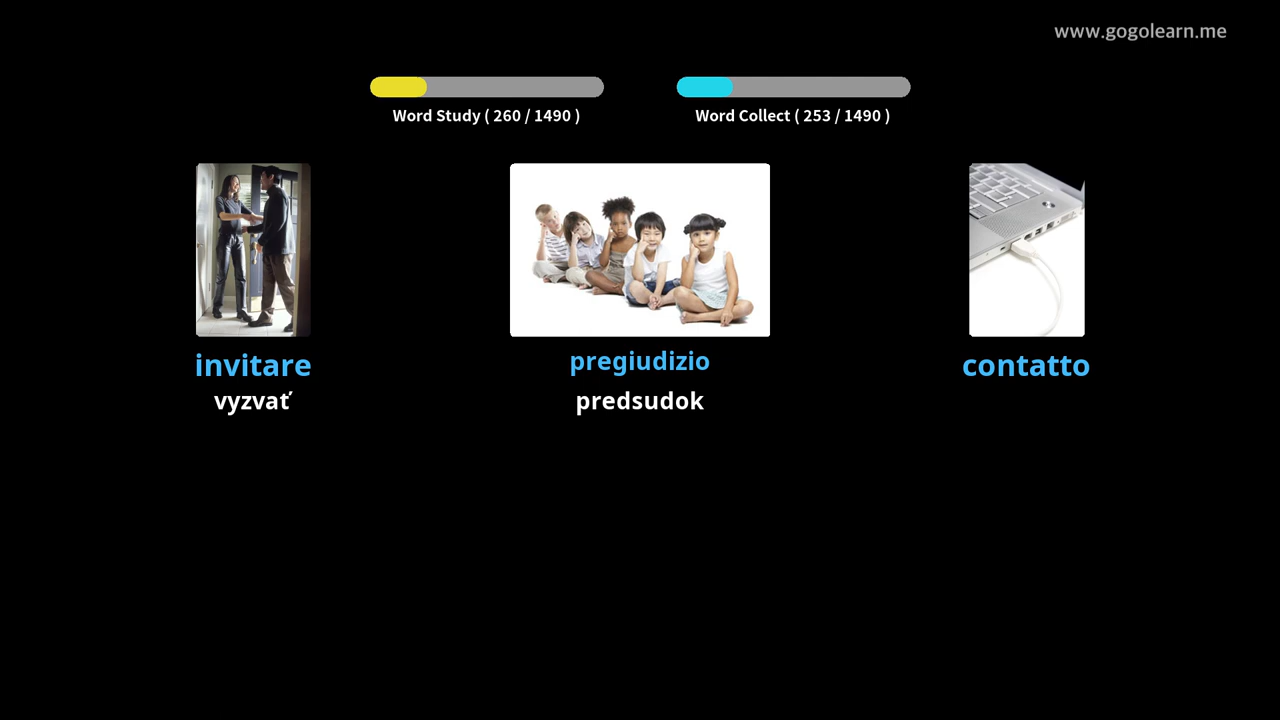 www.gogolearn.me
Word Study ( 260 / 1490 )
Word Collect ( 253 / 1490 )
invitare
vyzvať
pregiudizio
predsudok
contatto